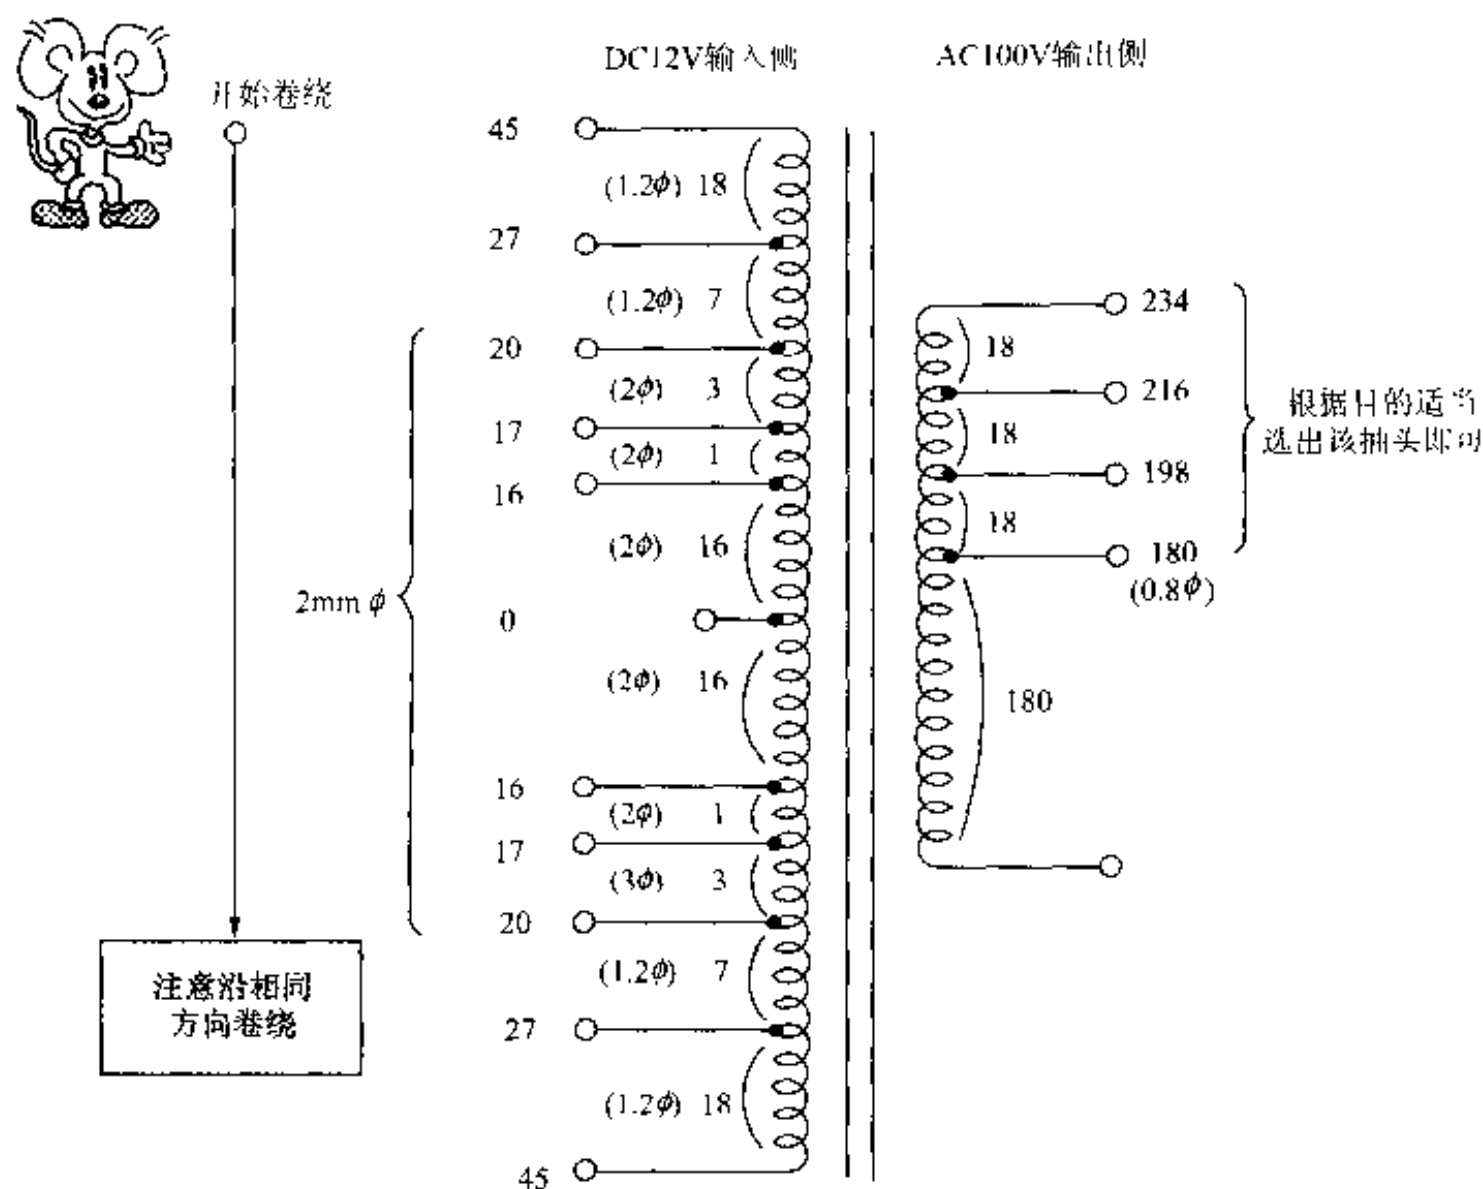 DC12V输入侧
AC100V输出侧
开始卷绕
45
(1.2φ) 18
27
(1.2φ) 7
20
(2φ) 3
17
(2φ) 1
16
(2φ) 16
2mm φ
0
(2φ) 16
16
(2φ) 1
17
(3φ) 3
20
(1.2φ) 7
27
(1.2φ) 18
45
注意沿相同
方向卷绕
234
18
216
18
198
18
180
(0.8φ)
180
根据目的适当
选出该抽头即可